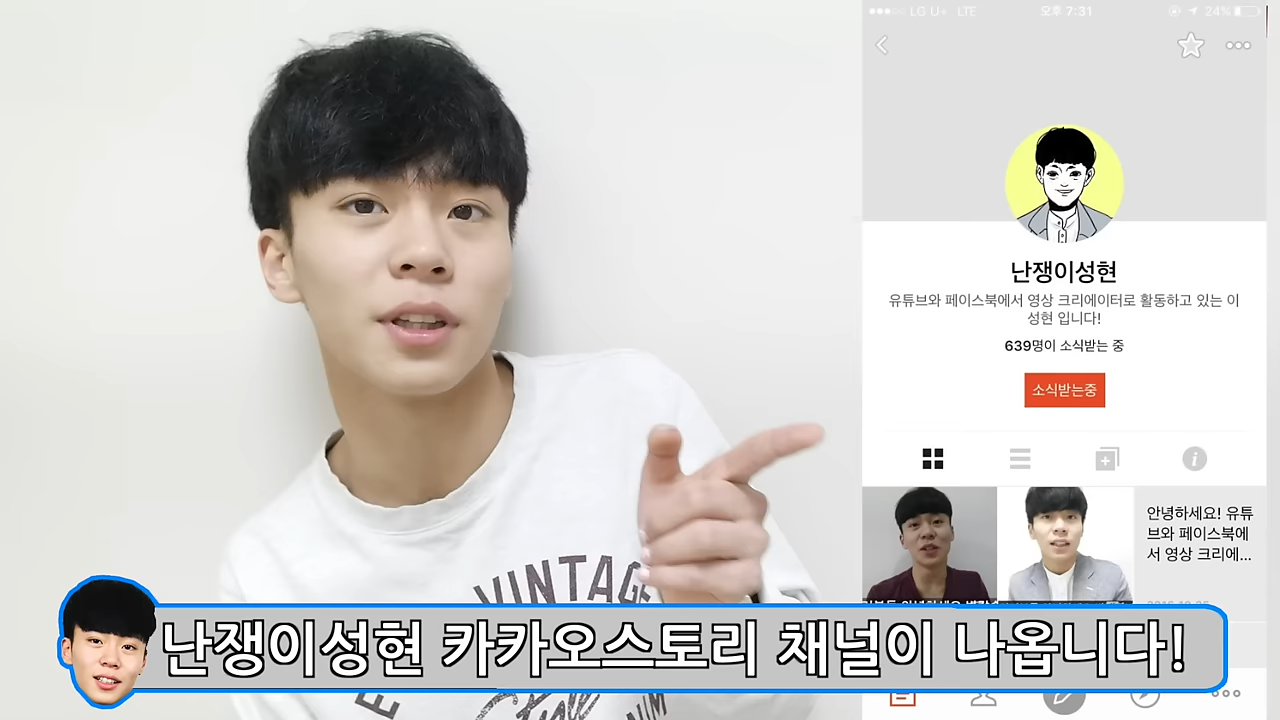 LG U+ LTE 오후 7:31 24%
난쟁이성현
유튜브와 페이스북에서 영상 크리에이터로 활동하고 있는 이
성현 입니다!
639명이 소식받는 중
소식받는중
안녕하세요! 유튜
브와 페이스북에
서 영상 크리에...
VINTAGE
난쟁이성현 카카오스토리 채널이 나옵니다!